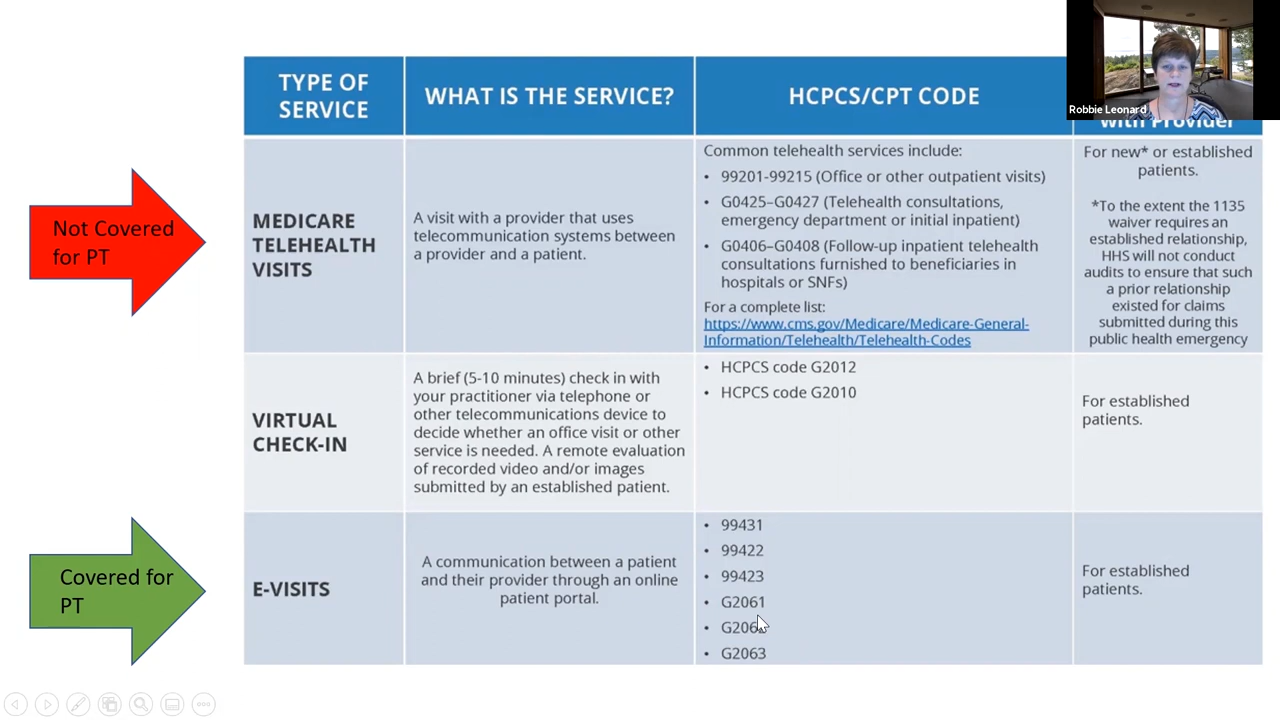 Robbie Leonard
TYPE OF
SERVICE
WHAT IS THE SERVICE?
HCPCS/CPT CODE
with Provider
Not Covered
for PT
MEDICARE
TELEHEALTH
VISITS
A visit with a provider that uses
telecommunication systems between
a provider and a patient.
Common telehealth services include:
• 99201-99215 (Office or other outpatient visits)
• G0425–G0427 (Telehealth consultations,
emergency department or initial inpatient)
• G0406–G0408 (Follow-up inpatient telehealth
consultations furnished to beneficiaries in
hospitals or SNFs)
For a complete list:
https://www.cms.gov/Medicare/Medicare-General-
Information/Telehealth/Telehealth-Codes
For new* or established
patients.
*To the extent the 1135
waiver requires an
established relationship,
HHS will not conduct
audits to ensure that such
a prior relationship
existed for claims
submitted during this
public health emergency
VIRTUAL
CHECK-IN
A brief (5-10 minutes) check in with
your practitioner via telephone or
other telecommunications device to
decide whether an office visit or other
service is needed. A remote evaluation
of recorded video and/or images
submitted by an established patient.
• HCPCS code G2012
• HCPCS code G2010
For established
patients.
Covered for
PT
E-VISITS
A communication between a patient
and their provider through an online
patient portal.
• 99431
• 99422
• 99423
• G2061
•
• G2063
For established
patients.